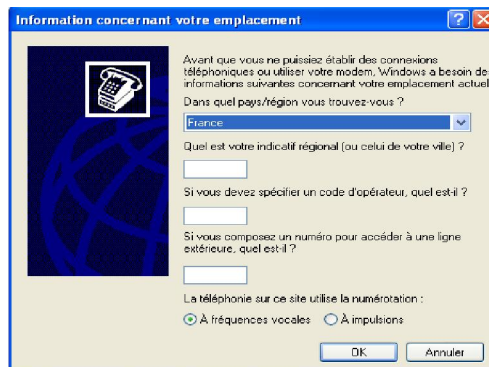 Information concernant votre emplacement
Avant que vous ne puissiez établir des connexions
téléphoniques ou utiliser votre modem, Windows a besoin de
informations suivantes concernant votre emplacement actuel
Dans quel pays/région vous trouvez-vous ?
France
Quel est votre indicatif régional (ou celui de votre ville) ?
Si vous devez spécifier un code d'opérateur, quel est-il ?
Si vous composez un numéro pour accéder à une ligne
extérieure, quel est-il ?
La téléphonie sur ce site utilise la numérotation :
À fréquences vocales À impulsions
OK Annuler